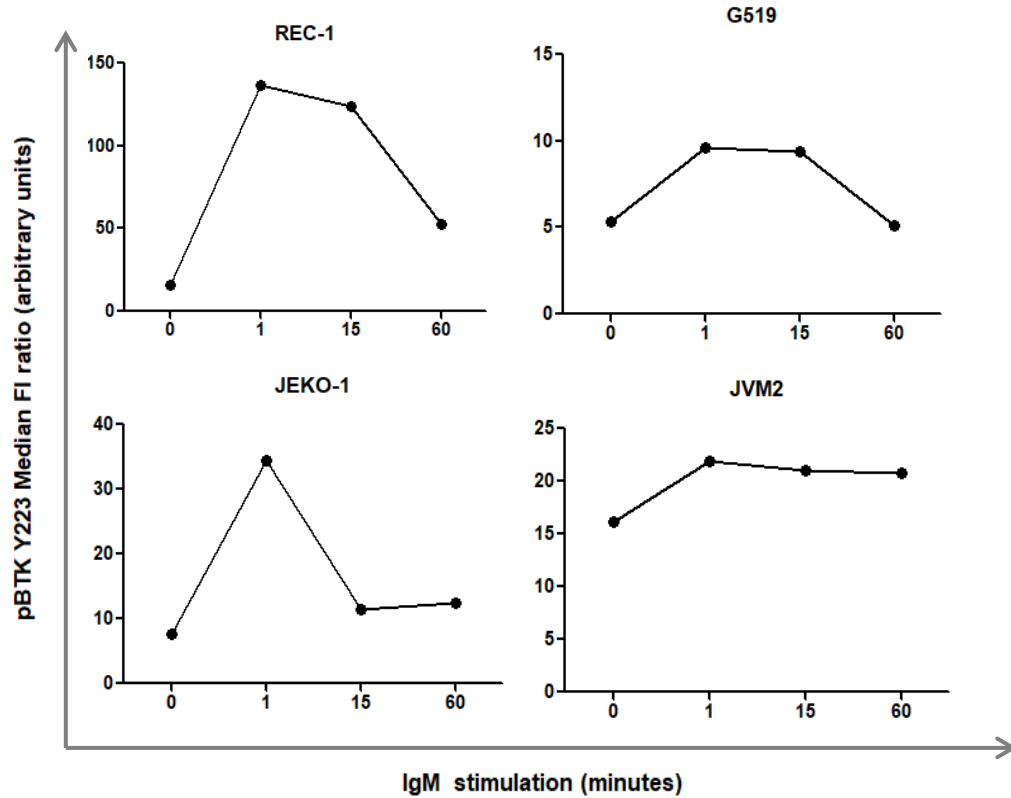 REC-1
150
100
50
0
0 1 15 60
G519
15
10
5
0
0 1 15 60
JEKO-1
40
30
20
10
0
0 1 15 60
JVM2
25
20
15
10
5
0
0 1 15 60
pBTK Y223 Median FI ratio (arbitrary units)
IgM stimulation (minutes)